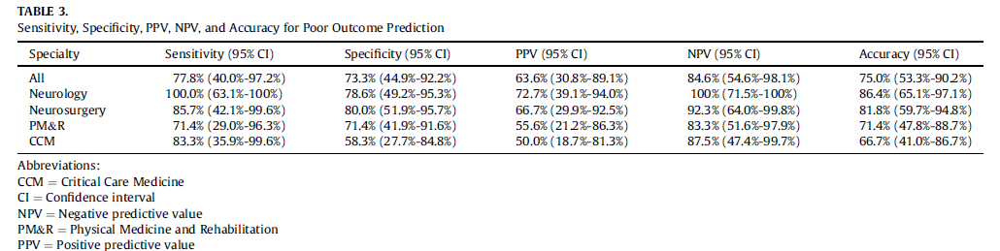 TABLE 3.
Sensitivity, Specificity, PPV, NPV, and Accuracy for Poor Outcome Prediction
Specialty Sensitivity (95% CI) Specificity (95% CI) PPV (95% CI) NPV (95% CI) Accuracy (95% CI)
All 77.8% (40.0%-97.2%) 73.3% (44.9%-92.2%) 63.6% (30.8%-89.1%) 84.6% (54.6%-98.1%) 75.0% (53.3%-90.2%)
Neurology 100.0% (63.1%-100%) 78.6% (49.2%-95.3%) 72.7% (39.1%-94.0%) 100% (71.5%-100%) 86.4% (65.1%-97.1%)
Neurosurgery 85.7% (42.1%-99.6%) 80.0% (51.9%-95.7%) 66.7% (29.9%-92.5%) 92.3% (64.0%-99.8%) 81.8% (59.7%-94.8%)
PM&R 71.4% (29.0%-96.3%) 71.4% (41.9%-91.6%) 55.6% (21.2%-86.3%) 83.3% (51.6%-97.9%) 71.4% (47.8%-88.7%)
CCM 83.3% (35.9%-99.6%) 58.3% (27.7%-84.8%) 50.0% (18.7%-81.3%) 87.5% (47.4%-99.7%) 66.7% (41.0%-86.7%)
Abbreviations:
CCM = Critical Care Medicine
CI = Confidence interval
NPV = Negative predictive value
PM&R = Physical Medicine and Rehabilitation
PPV = Positive predictive value